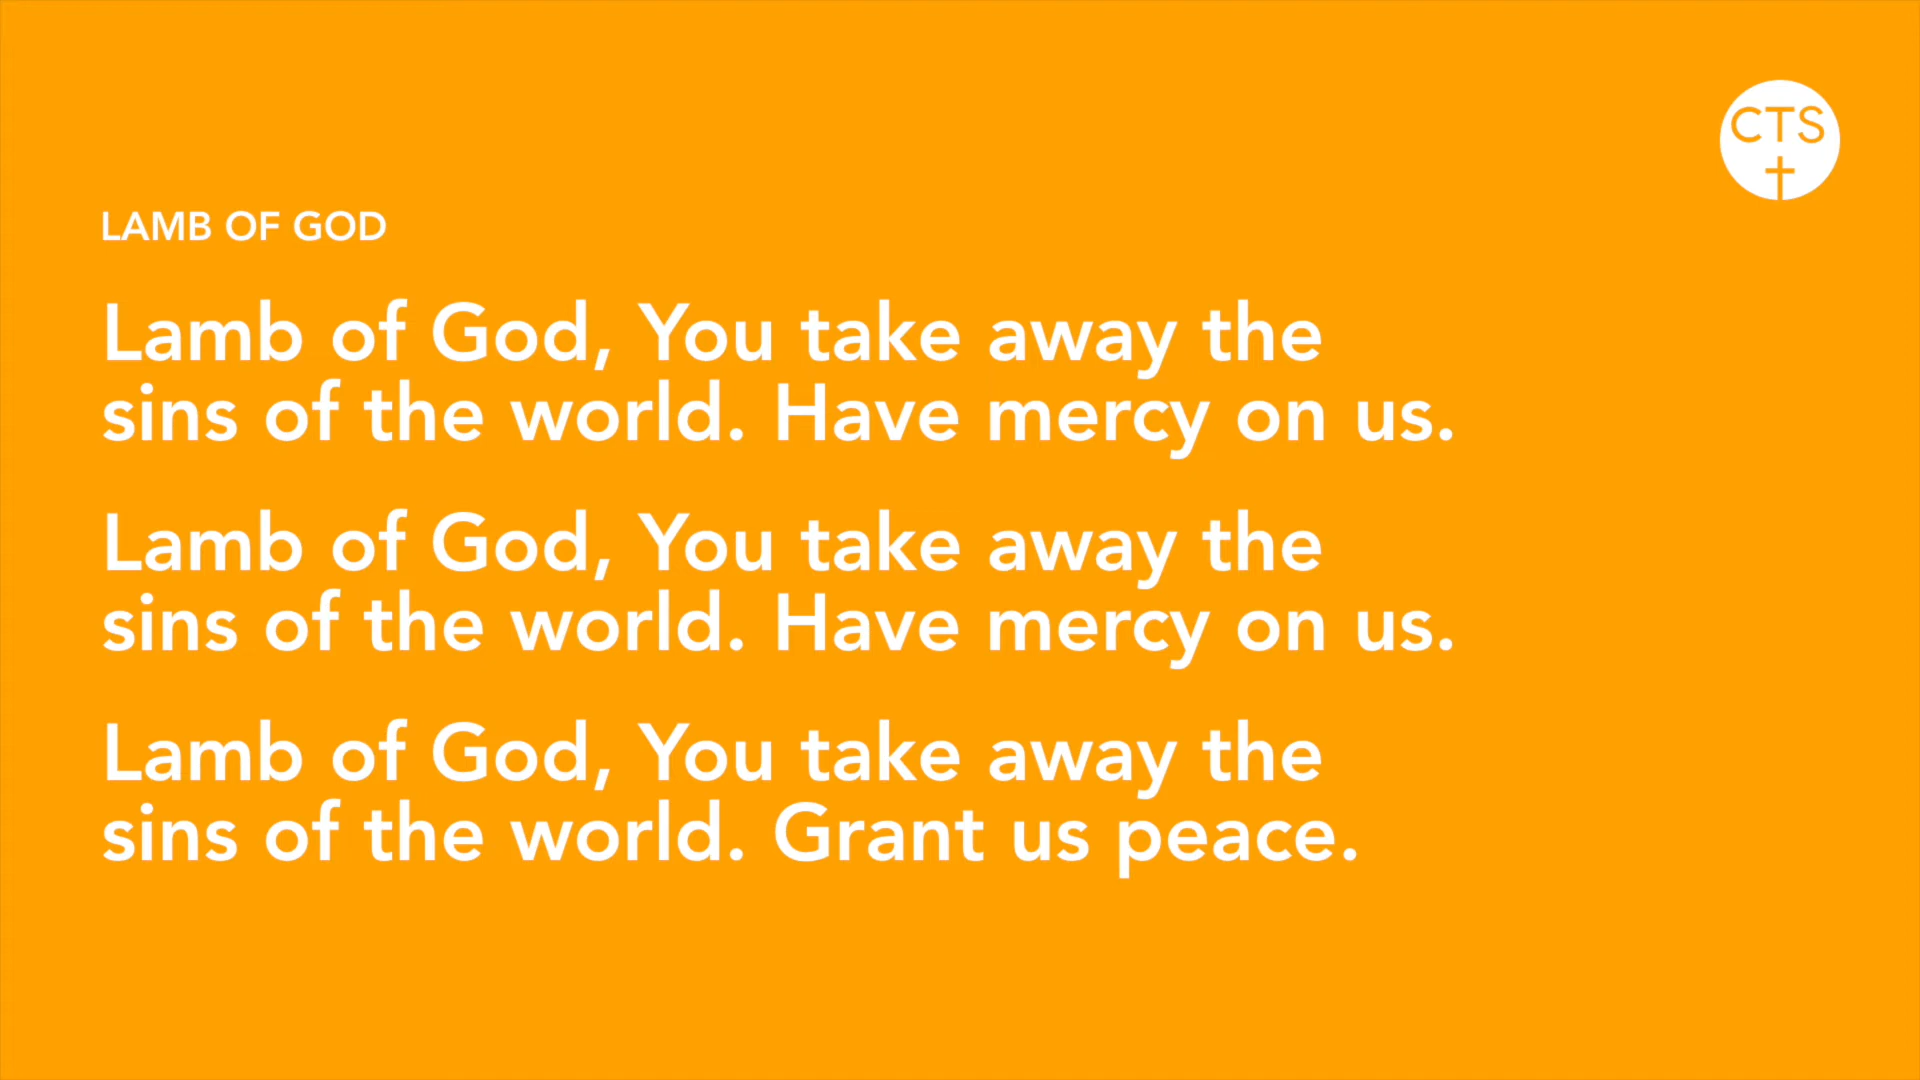 CTS
LAMB OF GOD
Lamb of God, You take away the
sins of the world. Have mercy on us.
Lamb of God, You take away the
sins of the world. Have mercy on us.
Lamb of God, You take away the
sins of the world. Grant us peace.